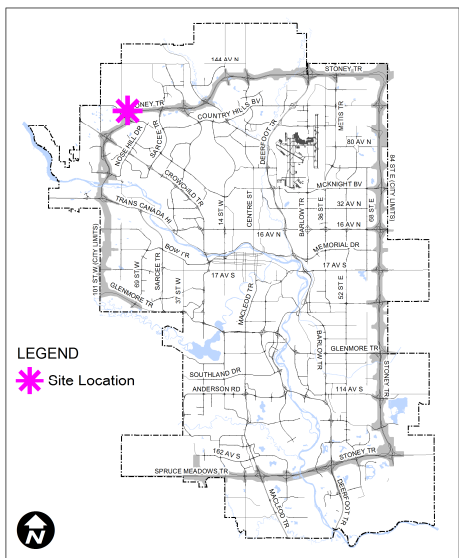 144 AV N
STONEY TR
NEY TR
COUNTRY HILLS BV
NOSE HILL DR
SARCEE TR
DEERFOOT TR
METIS TR
80 AV N
CROWCHILD TR
14 ST W
CENTRE ST
BARLOW TR
36 ST E
MCKNIGHT BV
32 AV N
16 AV N
68 ST E
84 ST E (CITY LIMITS)
TRANS CANADA HI
16 AV N
MEMORIAL DR
BOW TR
17 AV S
17 AV S
101 ST W (CITY LIMITS)
69 ST W
SARCEE TR
37 ST W
GLENMORE TR
MACLEOD TR
52 ST E
BARLOW TR
GLENMORE TR
STONEY TR
LEGEND
Site Location
SOUTHLAND DR
ANDERSON RD
114 AV S
162 AV S
STONEY TR
SPRUCE MEADOWS TR
MACLEOD TR
DEERFOOT TR
N